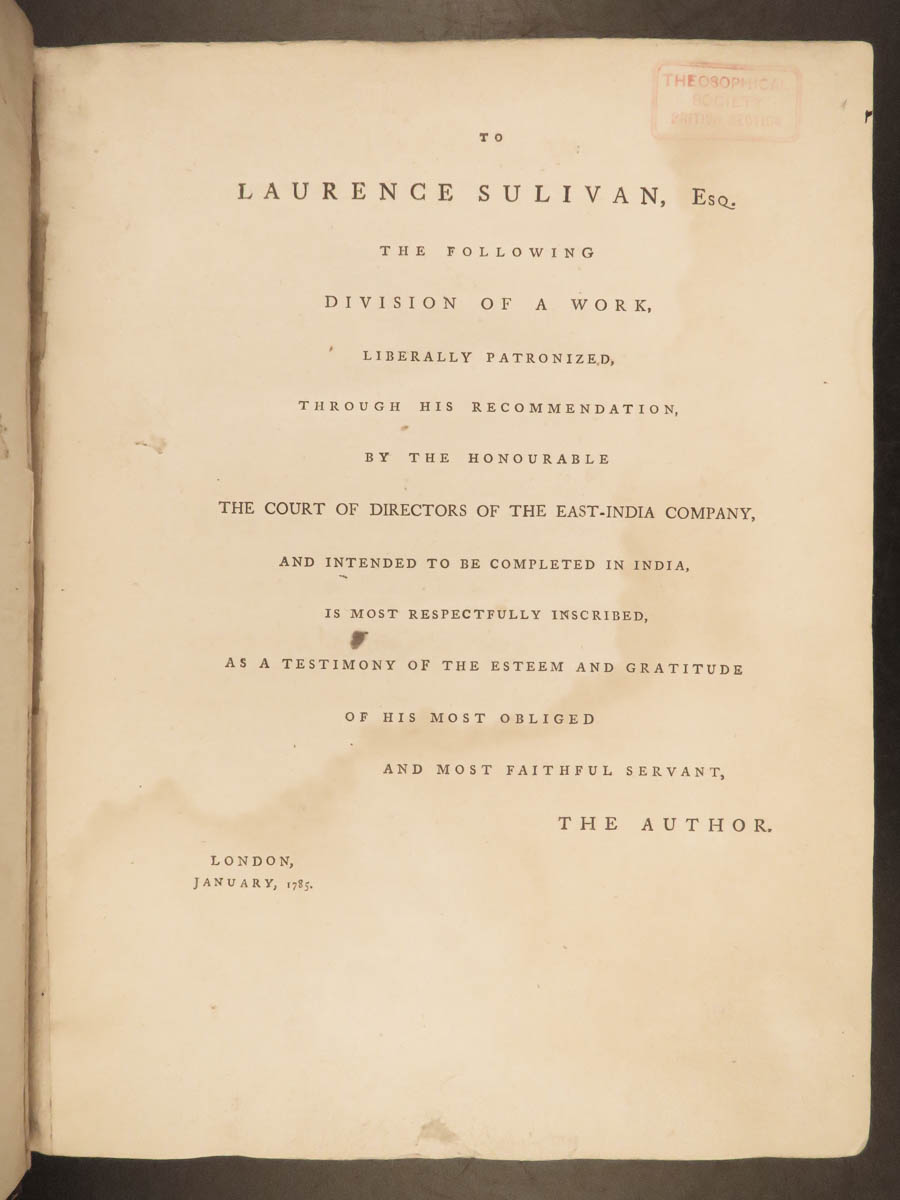 THEOSOPHICAL
SOCIETY
BRITISH SECTION
TO
LAURENCE SULIVAN, ESQ.
THE FOLLOWING
DIVISION OF A WORK,
LIBERALLY PATRONIZED,
THROUGH HIS RECOMMENDATION,
BY THE HONOURABLE
THE COURT OF DIRECTORS OF THE EAST-INDIA COMPANY,
AND INTENDED TO BE COMPLETED IN INDIA,
IS MOST RESPECTFULLY INSCRIBED,
AS A TESTIMONY OF THE ESTEEM AND GRATITUDE
OF HIS MOST OBLIGED
AND MOST FAITHFUL SERVANT,
THE AUTHOR.
LONDON,
JANUARY, 1785.